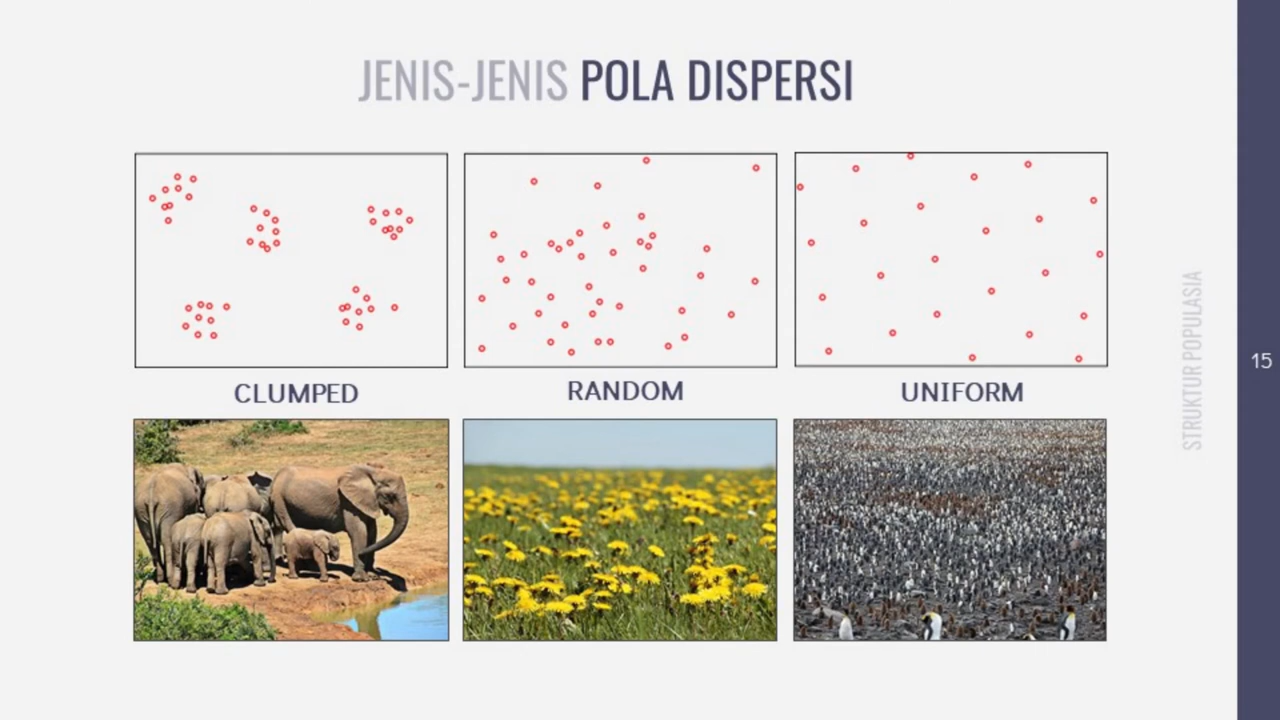 JENIS-JENIS POLA DISPERSI
CLUMPED
RANDOM
UNIFORM
STRUKTUR POPULASIA
15